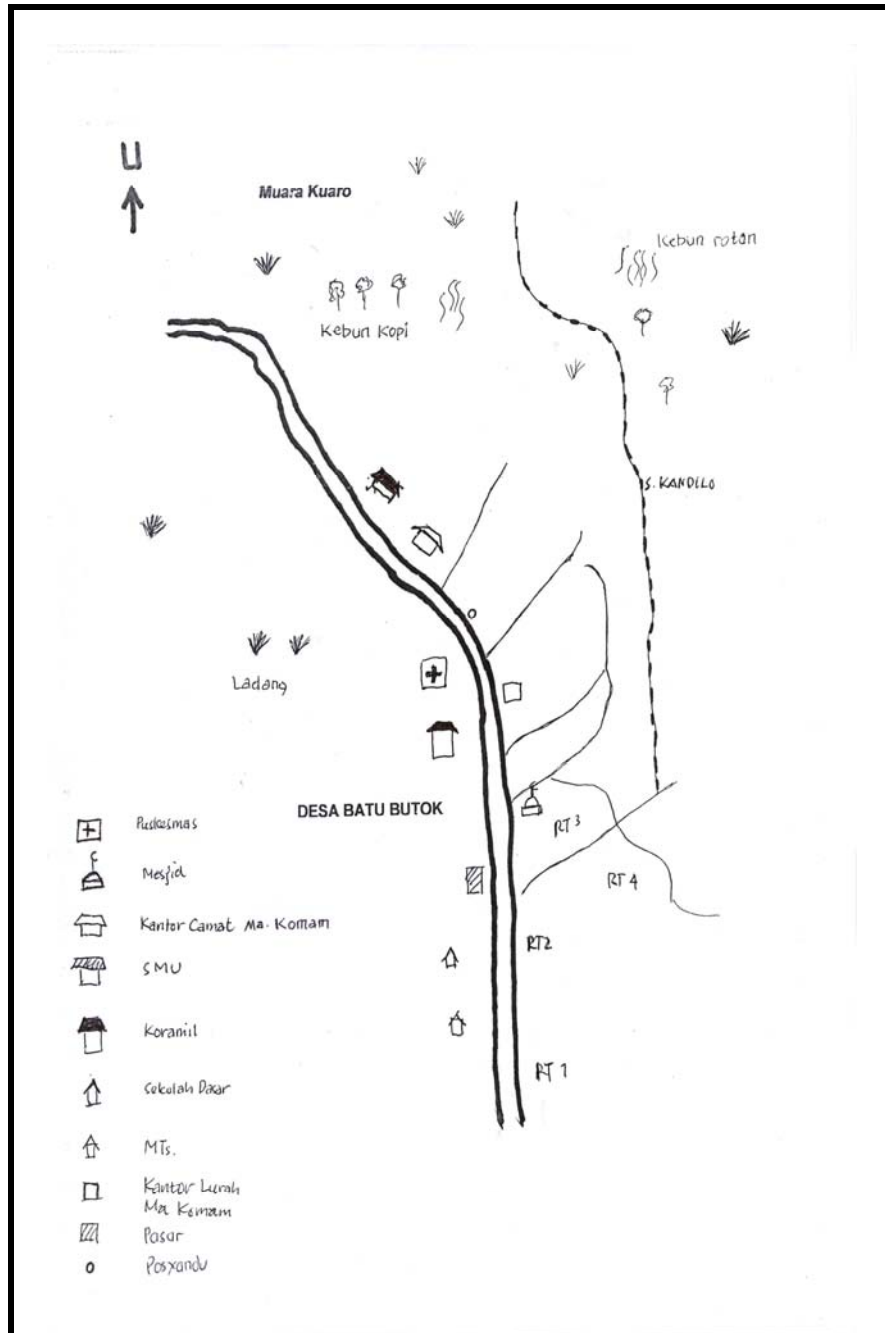 U
Muara Kuaro
Kebun rotan
Kebun Kopi
S. KANDILO
Ladang
DESA BATU BUTOK
RT 3
RT 4
RT2
RT 1
Puskesmas
Mesjid
Kantor Camat Ma. Komam
SMU
Koramil
Sekolah Dasar
MTs.
Kantor Lurah
Ma Komam
Pasar
Posyandu